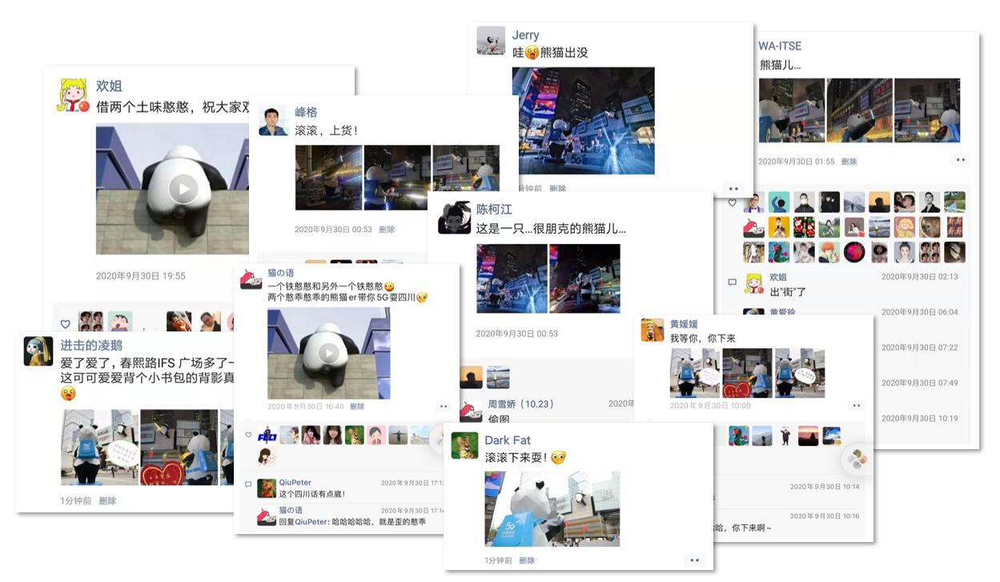 欢姐
借两个土味憨憨，祝大家欢
2020年9月30日 19:55
峰格
滚滚，上货！
2020年9月30日 00:53 删除
Jerry
哇😲熊猫出没
5G
分钟前 删除
WA-ITSE
熊猫儿...
2020年9月30日 01:55 删除
欢姐
2020年9月30日 02:13
出"街"了
黄爱玲
2020年9月30日 06:04
2020年9月30日 07:22
2020年9月30日 07:49
2020年9月30日 10:19
陈柯江
这是一只...很朋克的熊猫儿...
2020年9月30日 00:53
周雪娇（10.23）
2020年
偷图
猫の语
一个铁憨憨和另外一个铁憨憨😜
两个憨乖憨乖的熊猫er带你5G耍四川🥳
2020年9月30日 16:40 删除
QiuPeter
2020年9月30日 17:1
这个四川话有点崴！
猫の语
2020年9月30日 17:14
回复QiuPeter: 哈哈哈哈哈，就是歪的憨乖
进击的凌鹅
爱了爱了，春熙路IFS 广场多了一
这可可爱爱背个小书包的背影真
😲
1分钟前 删除
黄媛媛
我等你，你下来
2020年9月30日 10:09
2020年9月30日 10:14
2020年9月30日 10:16
哈，你下来啊~
Dark Fat
滚滚下来耍！🥳
5G
1分钟前 删除